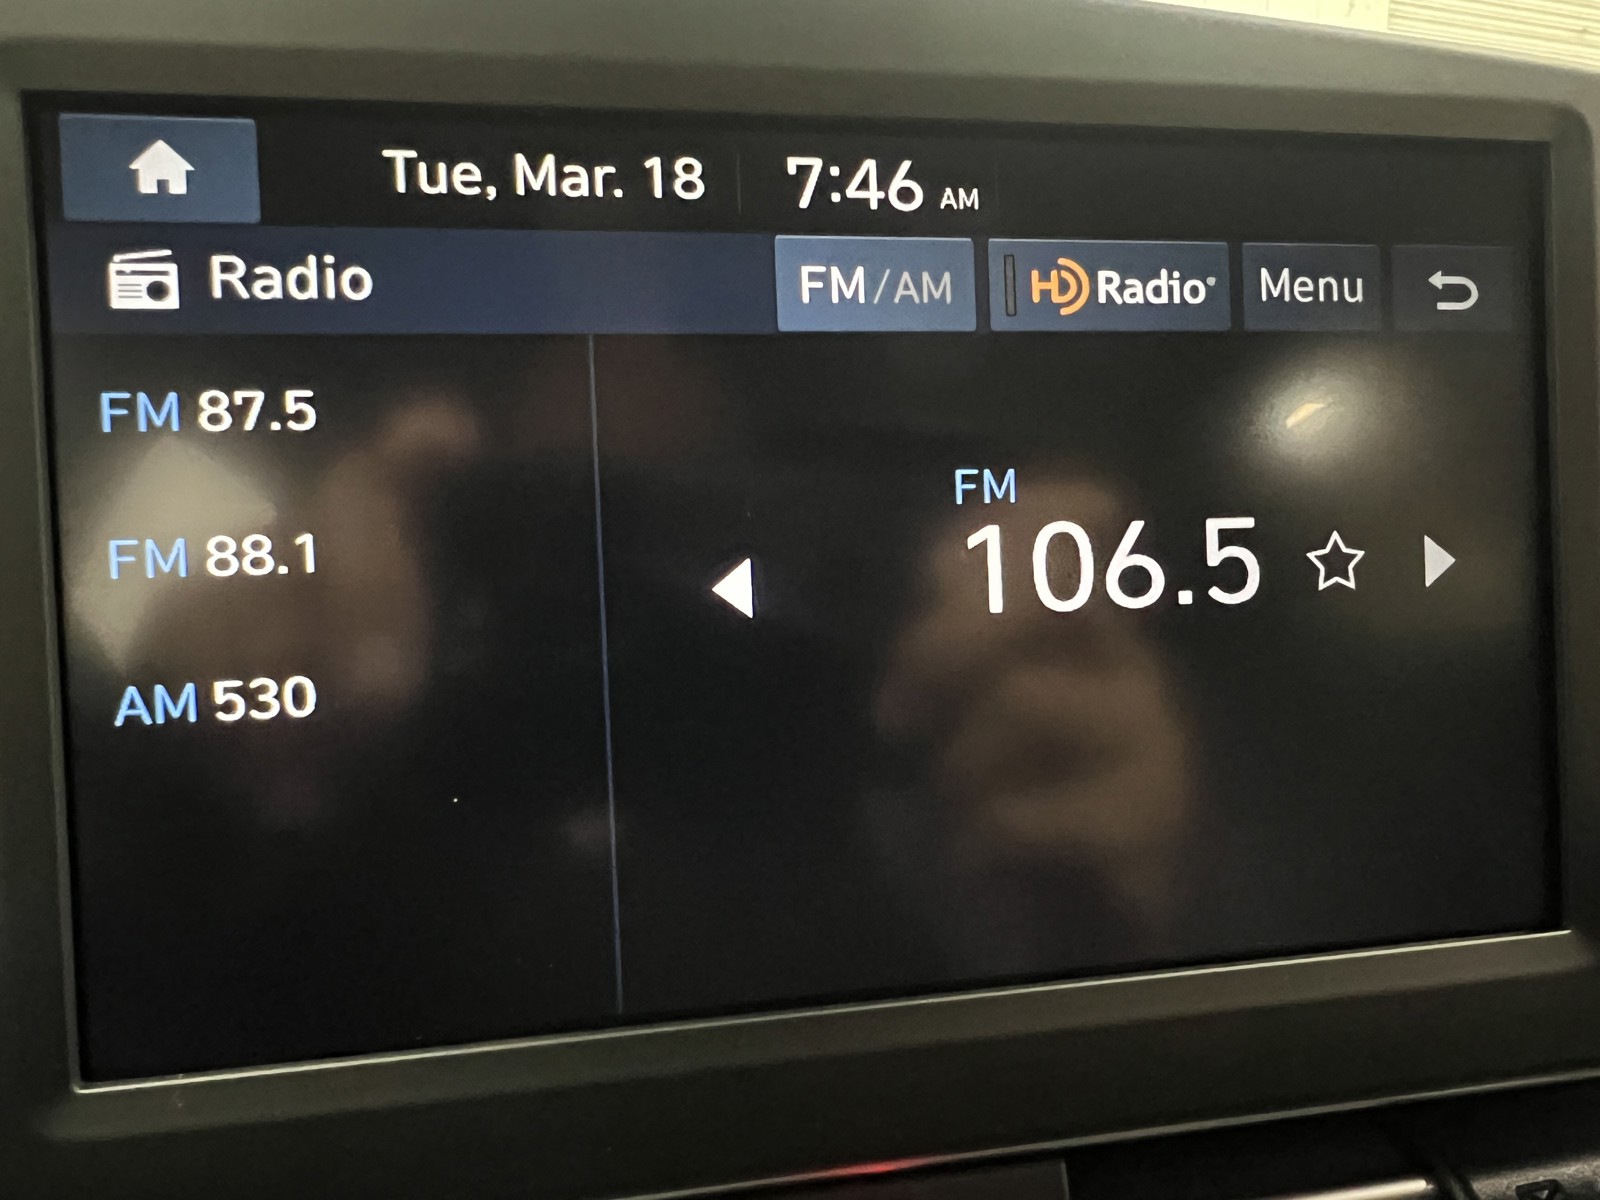 Tue, Mar. 18 7:46 AM
Radio FM/AM HD Radio® Menu
FM 87.5
FM 88.1
AM 530
FM
106.5